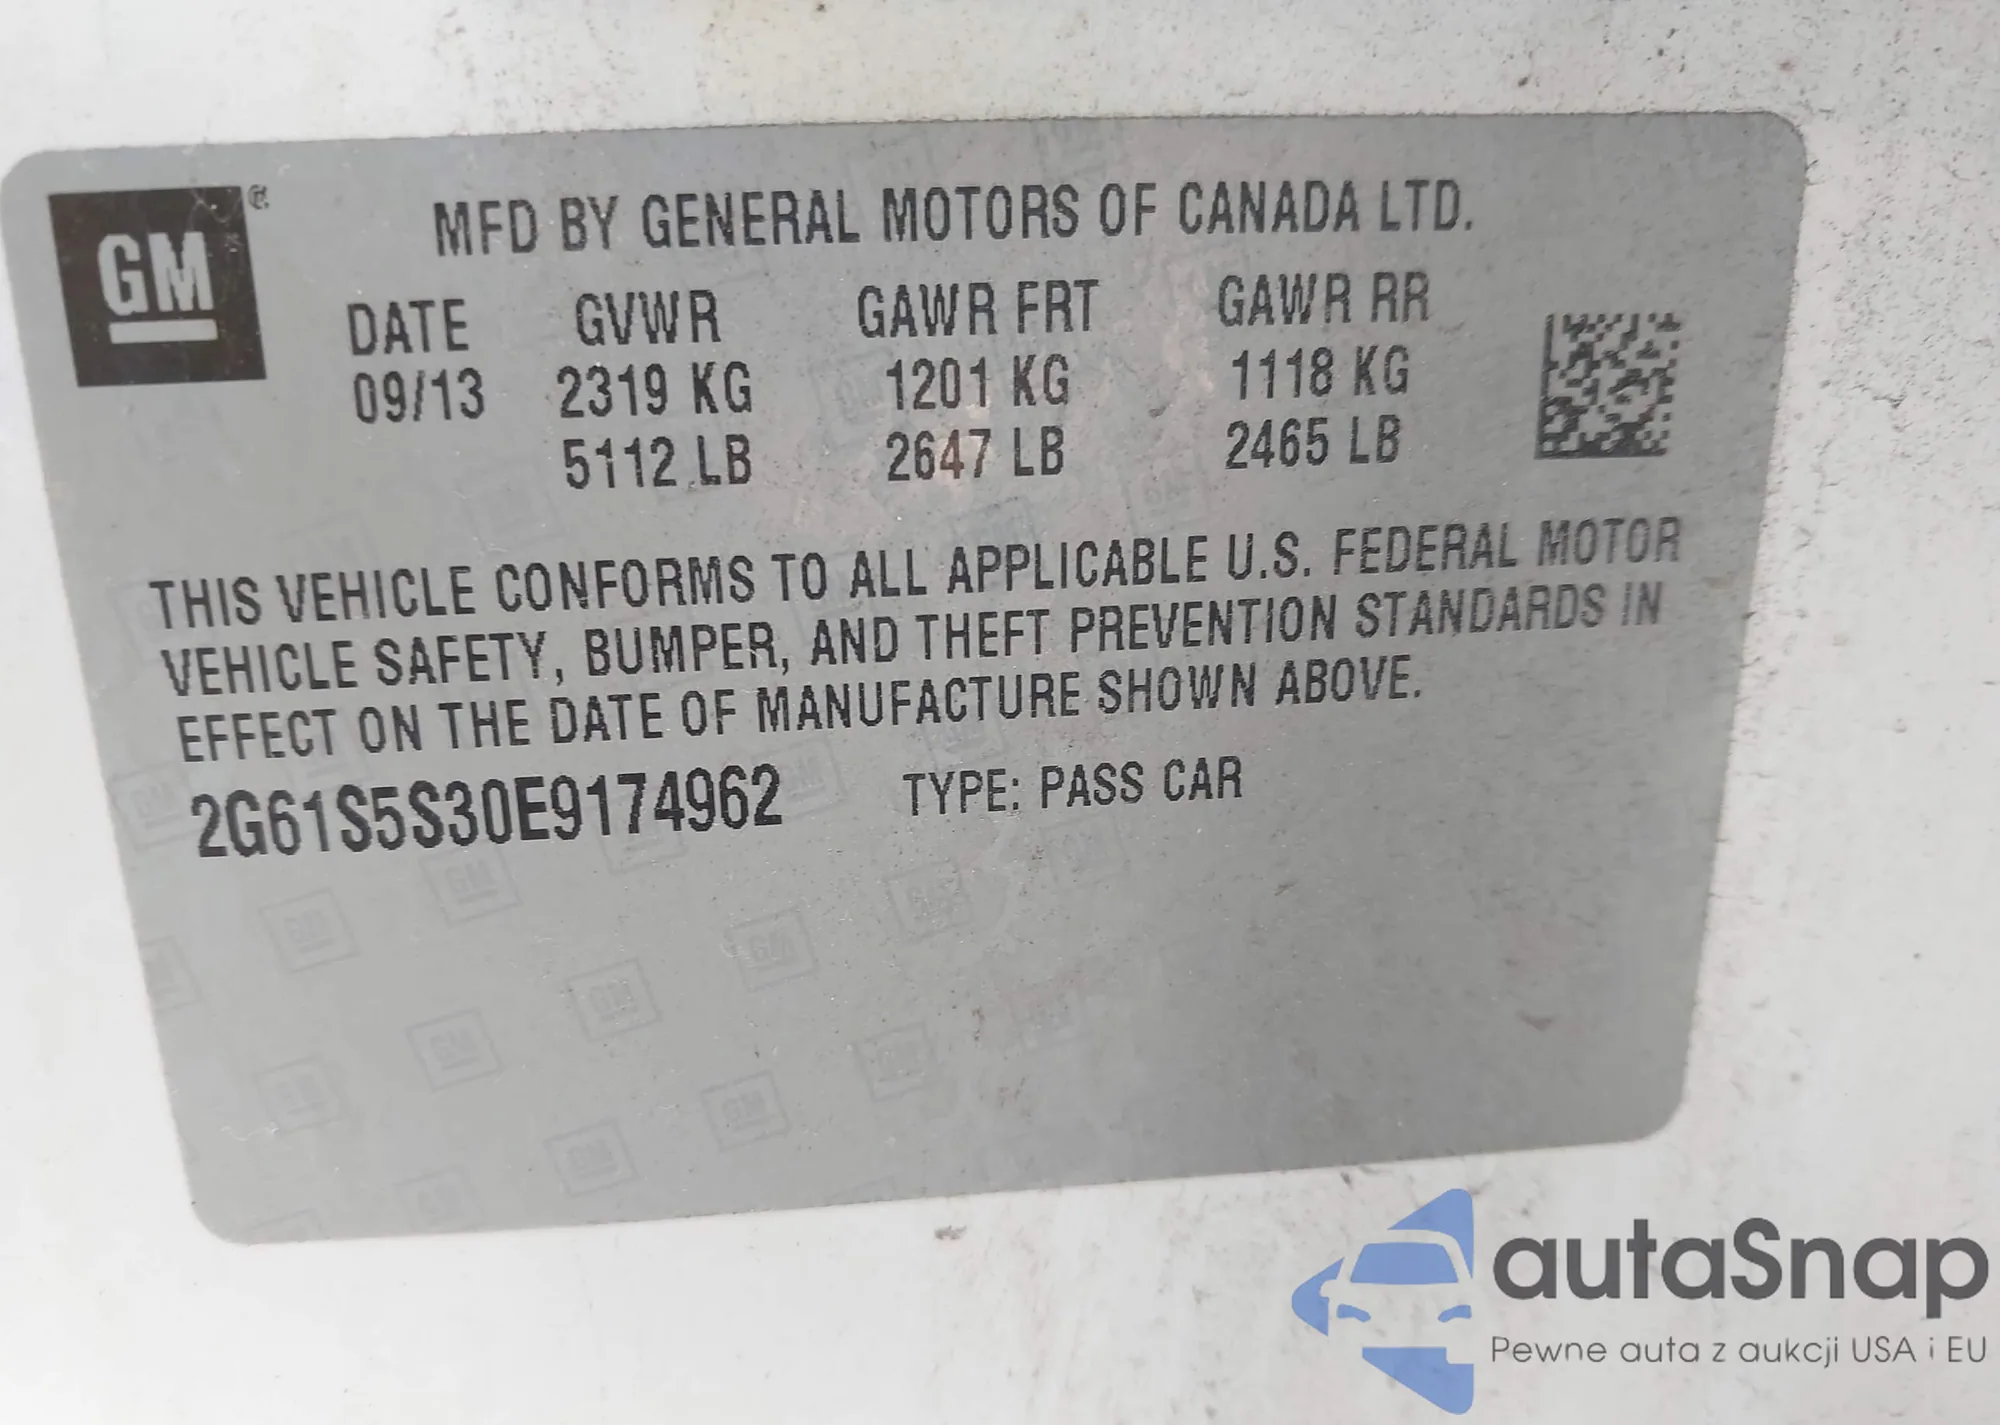 GM
MFD BY GENERAL MOTORS OF CANADA LTD.
DATE GVWR GAWR FRT GAWR RR
09/13 2319 KG 1201 KG 1118 KG
5112 LB 2647 LB 2465 LB
THIS VEHICLE CONFORMS TO ALL APPLICABLE U.S. FEDERAL MOTOR
VEHICLE SAFETY, BUMPER, AND THEFT PREVENTION STANDARDS IN
EFFECT ON THE DATE OF MANUFACTURE SHOWN ABOVE.
2G61S5S30E9174962 TYPE: PASS CAR
autaSnap
Pewne auta z aukcji USA i EU